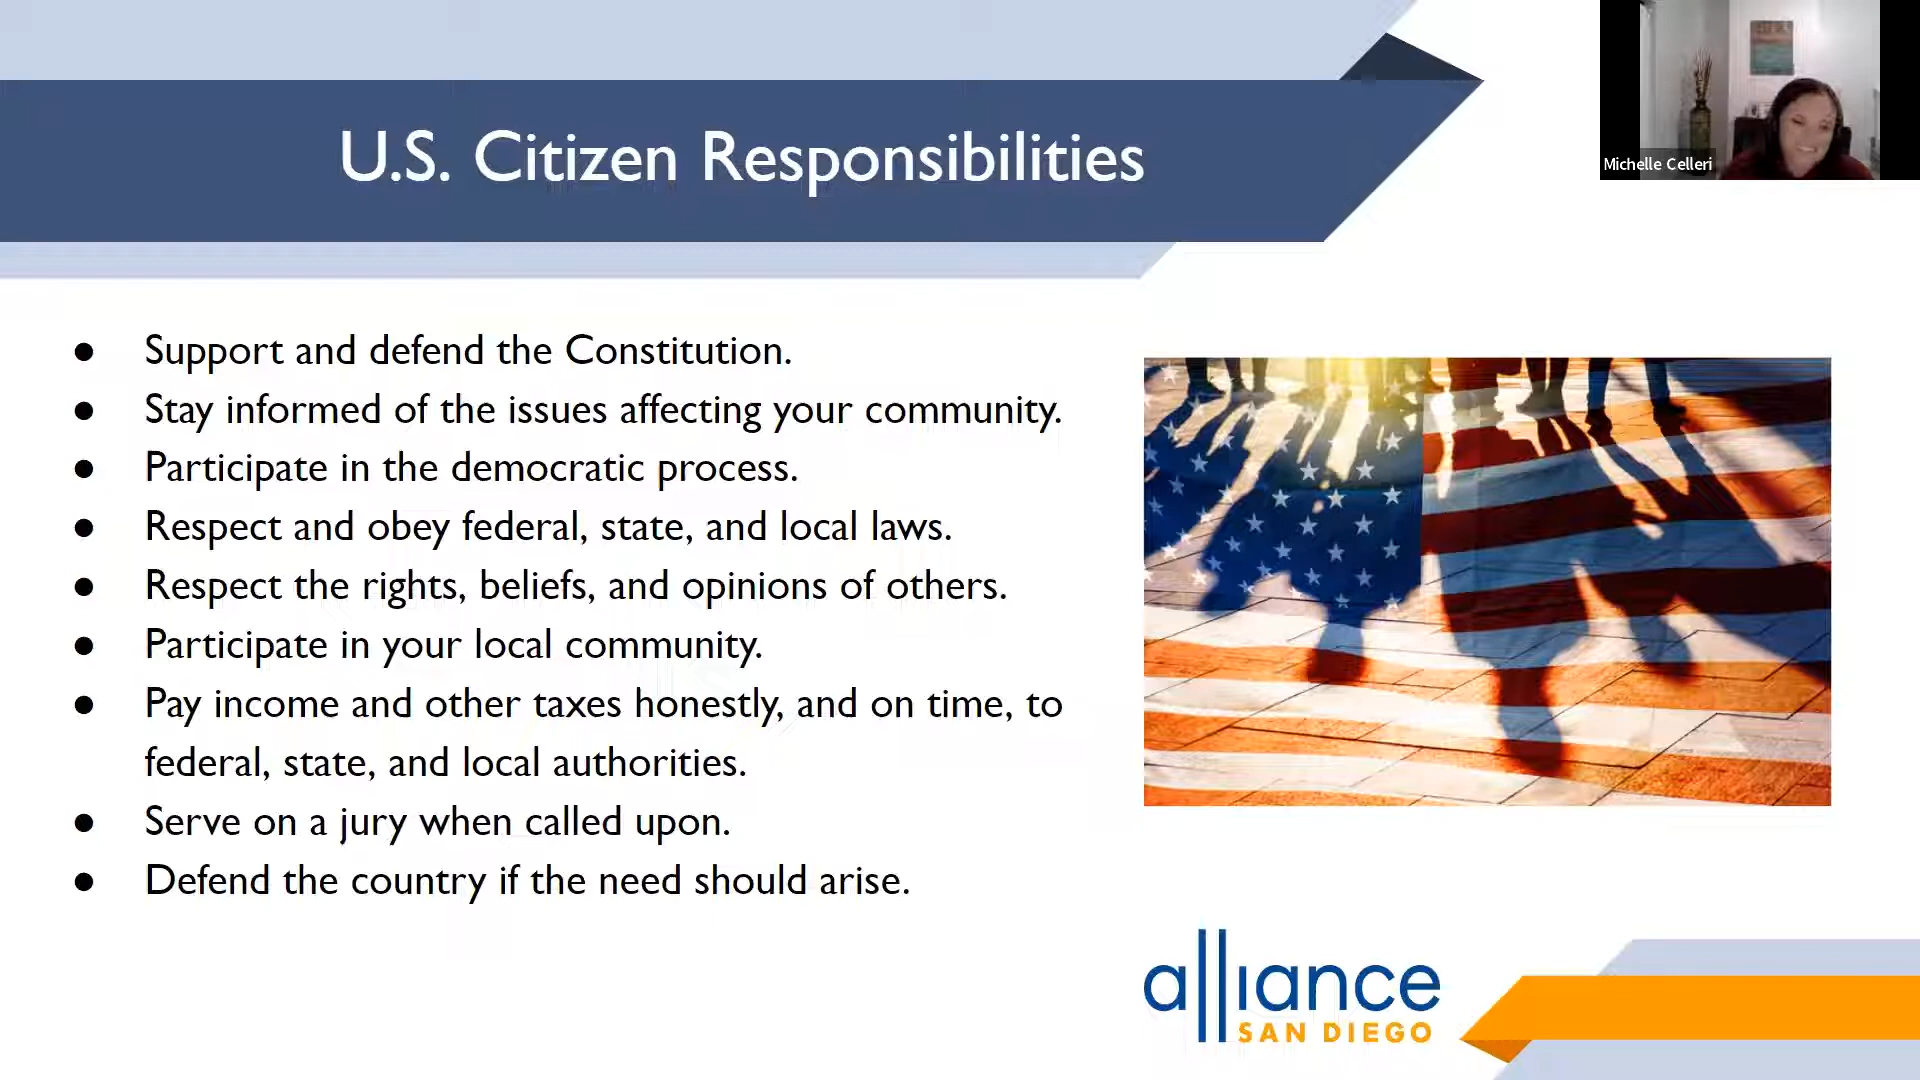 U.S. Citizen Responsibilities
Michelle Celleri
● Support and defend the Constitution.
● Stay informed of the issues affecting your community.
● Participate in the democratic process.
● Respect and obey federal, state, and local laws.
● Respect the rights, beliefs, and opinions of others.
● Participate in your local community.
● Pay income and other taxes honestly, and on time, to
federal, state, and local authorities.
● Serve on a jury when called upon.
● Defend the country if the need should arise.
alliance
SAN DIEGO